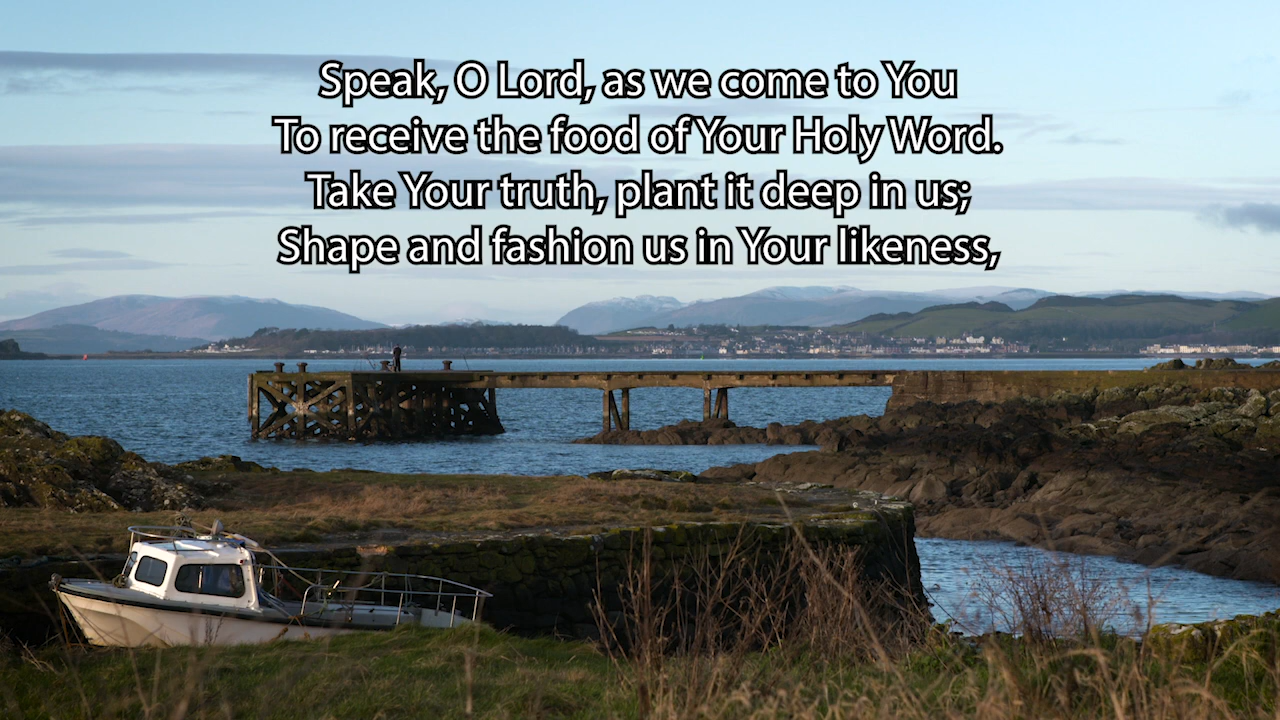 Speak, O Lord, as we come to You
To receive the food of Your Holy Word.
Take Your truth, plant it deep in us;
Shape and fashion us in Your likeness,